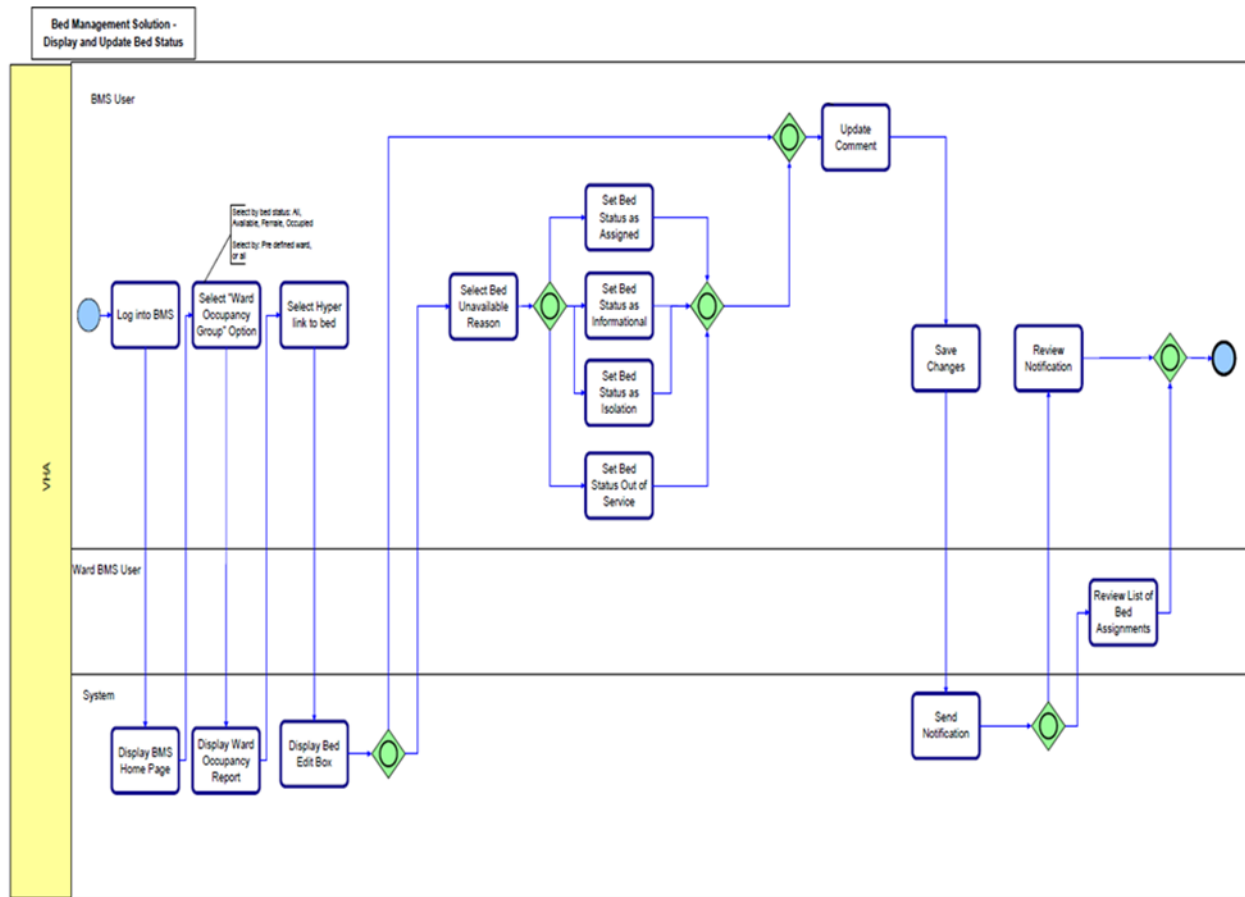 Bed Management Solution -
Display and Update Bed Status
VHA
BMS User
Select by bed status: All,
Available, Female, Occupied
Select by: Pre defined ward,
or all
Log into BMS
Select "Ward
Occupancy
Group" Option
Select Hyper
link to bed
Select Bed
Unavailable
Reason
Set Bed
Status as
Assigned
Set Bed
Status as
Informational
Set Bed
Status as
Isolation
Set Bed
Status Out of
Service
Update
Comment
Save
Changes
Review
Notification
Ward BMS User
Review List of
Bed
Assignments
System
Display BMS
Home Page
Display Ward
Occupancy
Report
Display Bed
Edit Box
Send
Notification